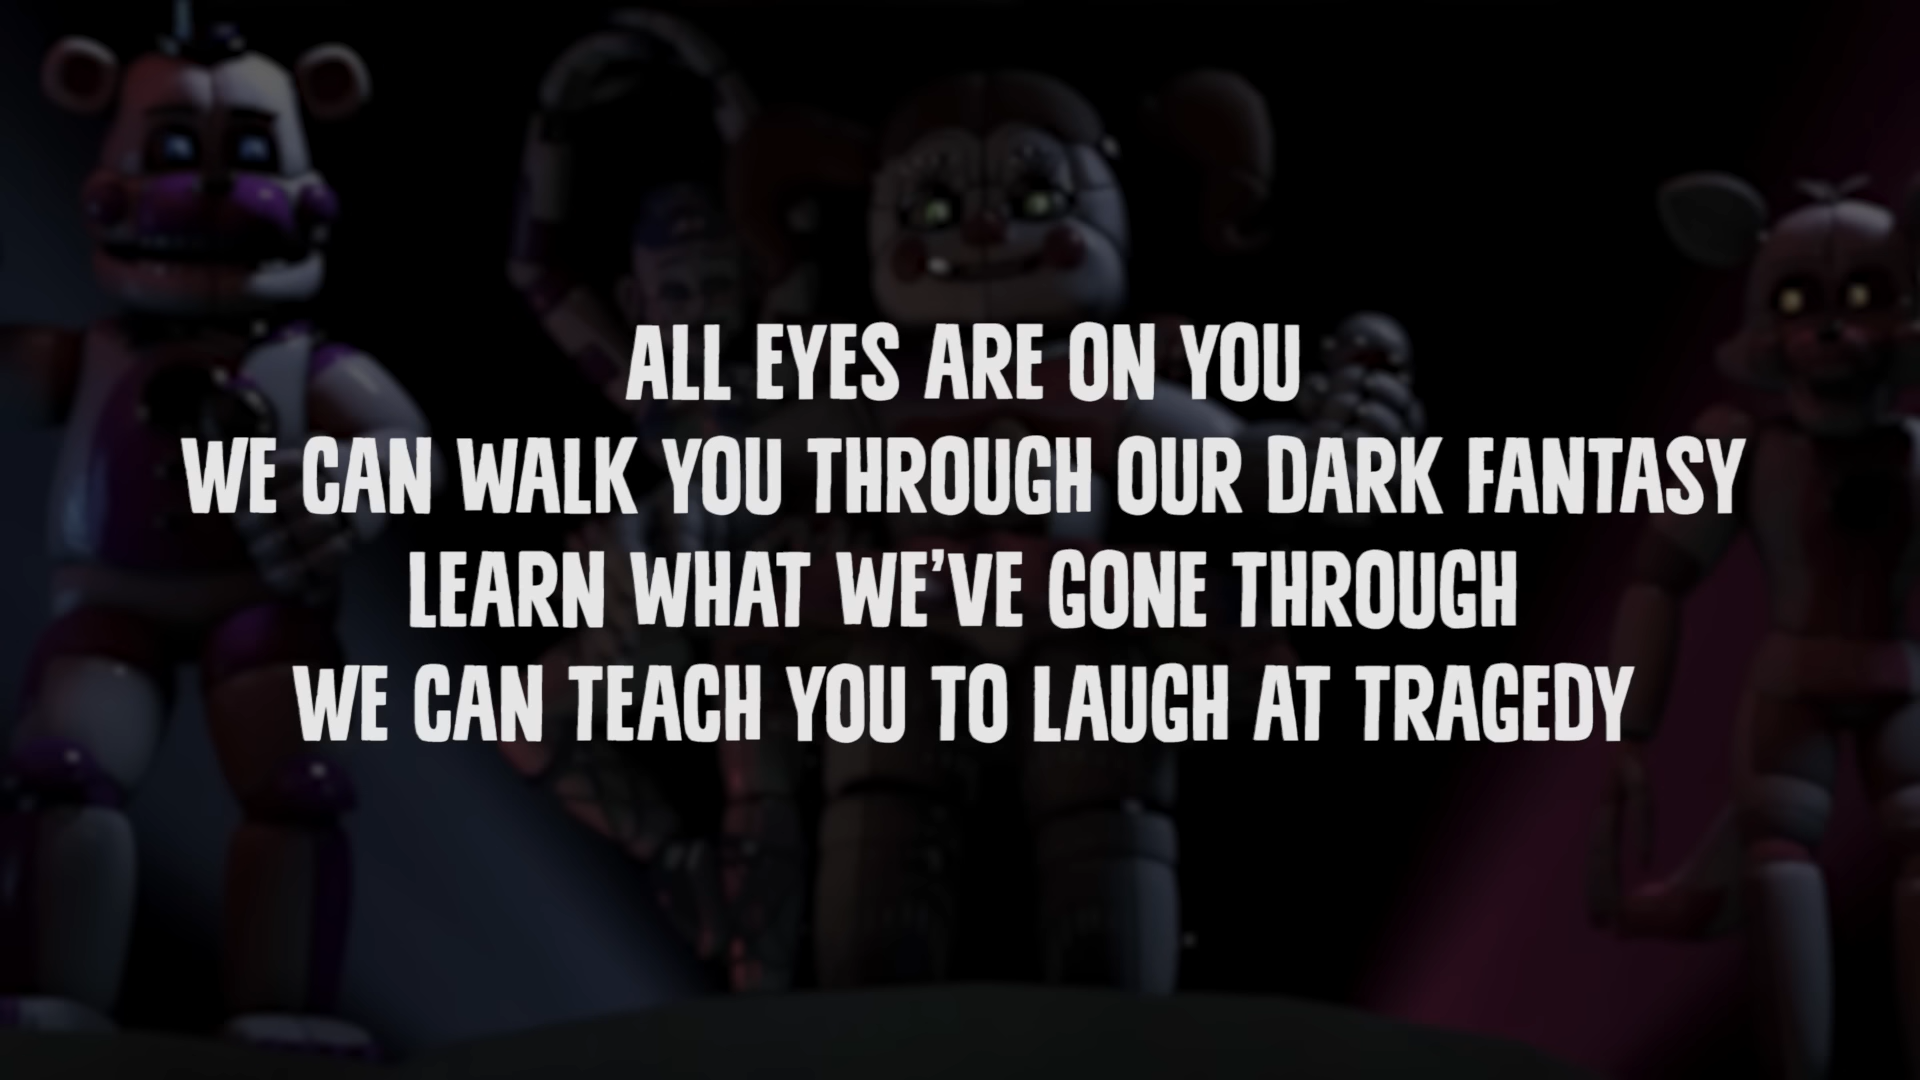 ALL EYES ARE ON YOU
WE CAN WALK YOU THROUGH OUR DARK FANTASY
LEARN WHAT WE'VE GONE THROUGH
WE CAN TEACH YOU TO LAUGH AT TRAGEDY